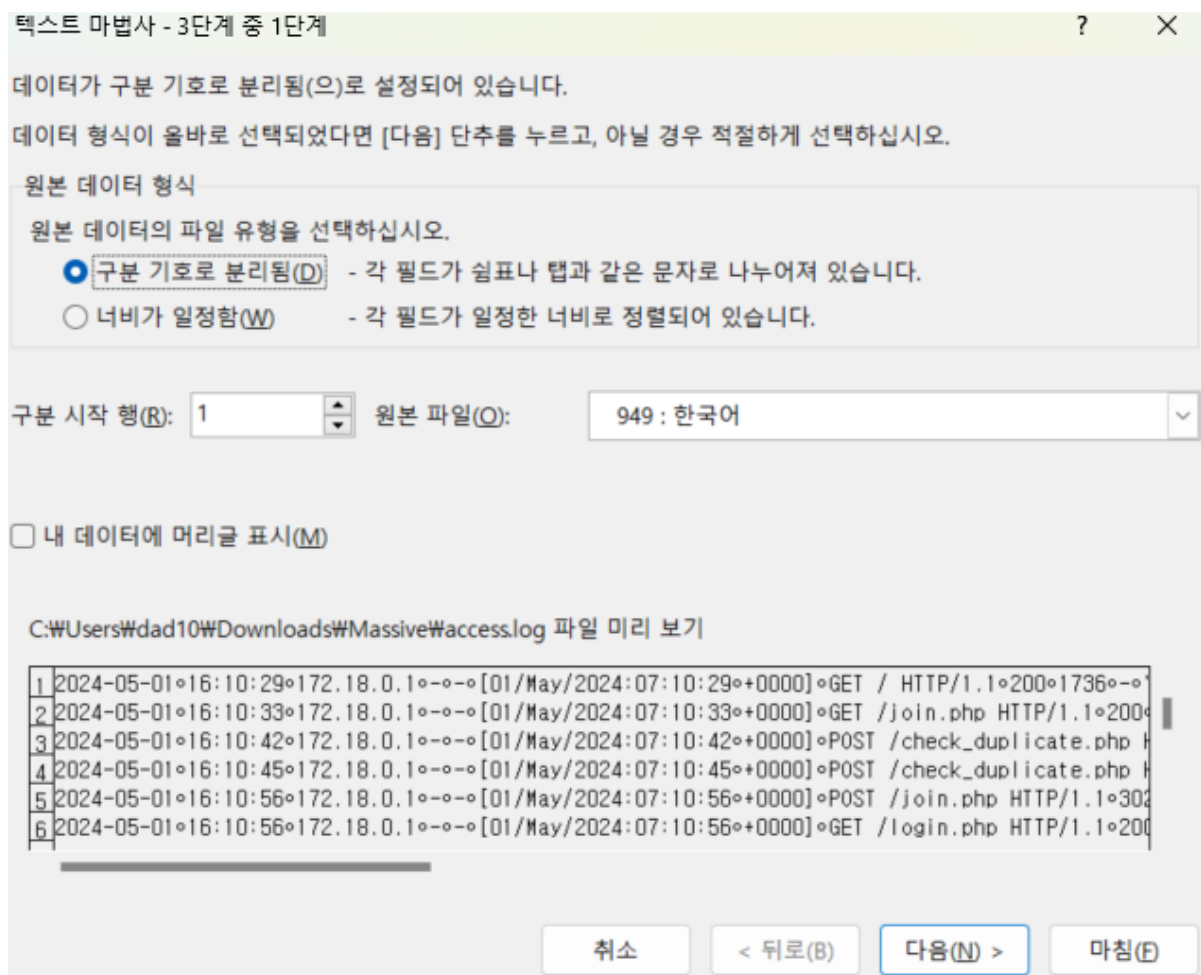 텍스트 마법사 - 3단계 중 1단계 ? ×
데이터가 구분 기호로 분리됨(으)로 설정되어 있습니다.
데이터 형식이 올바로 선택되었다면 [다음] 단추를 누르고, 아닐 경우 적절하게 선택하십시오.
원본 데이터 형식
원본 데이터의 파일 유형을 선택하십시오.
구분 기호로 분리됨(D) - 각 필드가 쉼표나 탭과 같은 문자로 나누어져 있습니다.
너비가 일정함(W) - 각 필드가 일정한 너비로 정렬되어 있습니다.
구분 시작 행(R): 1 원본 파일(O): 949 : 한국어
내 데이터에 머리글 표시(M)
C:₩Users₩dad10₩Downloads₩Massive₩access.log 파일 미리 보기
1 2024-05-01∘16:10:29∘172.18.0.1∘-∘-∘[01/May/2024:07:10:29∘+0000]∘GET / HTTP/1.1∘200∘1736∘-∘"
2 2024-05-01∘16:10:33∘172.18.0.1∘-∘-∘[01/May/2024:07:10:33∘+0000]∘GET /join.php HTTP/1.1∘200∘
3 2024-05-01∘16:10:42∘172.18.0.1∘-∘-∘[01/May/2024:07:10:42∘+0000]∘POST /check_duplicate.php H
4 2024-05-01∘16:10:45∘172.18.0.1∘-∘-∘[01/May/2024:07:10:45∘+0000]∘POST /check_duplicate.php H
5 2024-05-01∘16:10:56∘172.18.0.1∘-∘-∘[01/May/2024:07:10:56∘+0000]∘POST /join.php HTTP/1.1∘302
6 2024-05-01∘16:10:56∘172.18.0.1∘-∘-∘[01/May/2024:07:10:56∘+0000]∘GET /login.php HTTP/1.1∘200
취소 < 뒤로(B) 다음(N) > 마침(F)